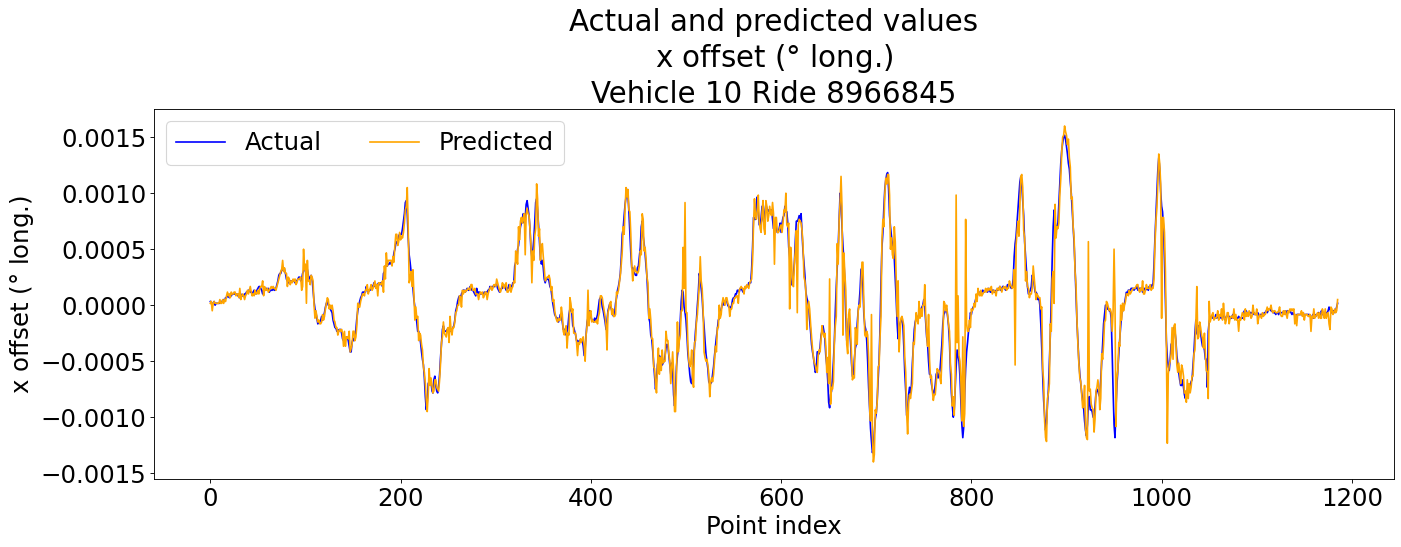 Actual and predicted values
x offset (° long.)
Vehicle 10 Ride 8966845
Actual
Predicted
x offset (° long.)
0.0015
0.0010
0.0005
0.0000
−0.0005
−0.0010
−0.0015
0
200
400
600
800
1000
1200
Point index